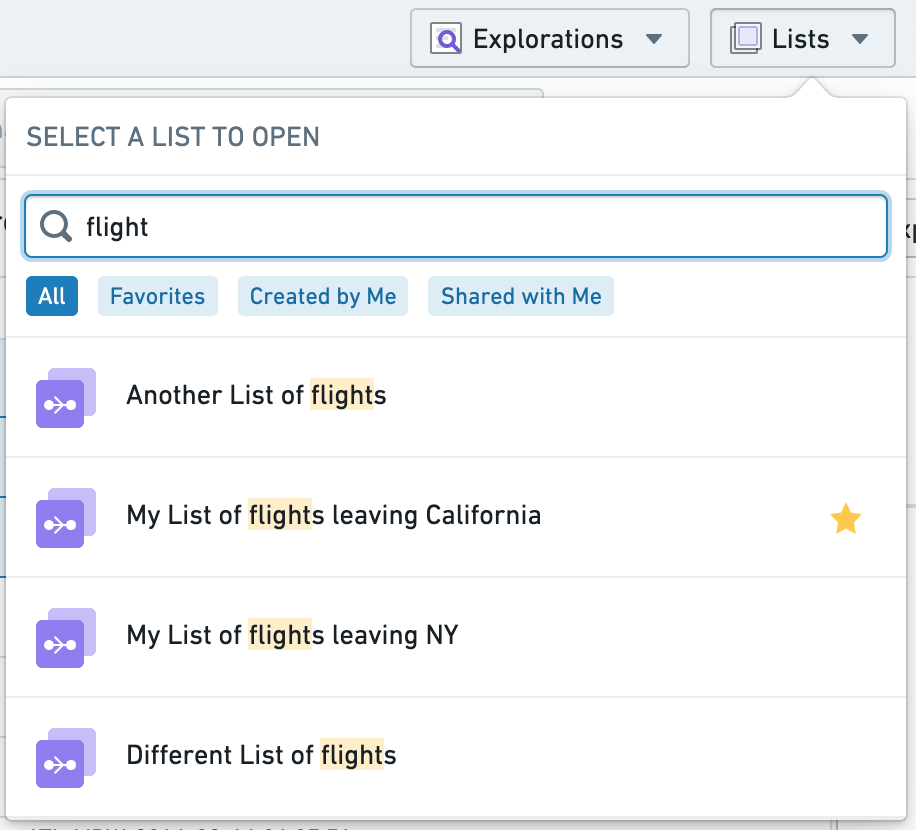 Explorations
Lists
SELECT A LIST TO OPEN
flight
All
Favorites
Created by Me
Shared with Me
Another List of flights
My List of flights leaving California
My List of flights leaving NY
Different List of flights